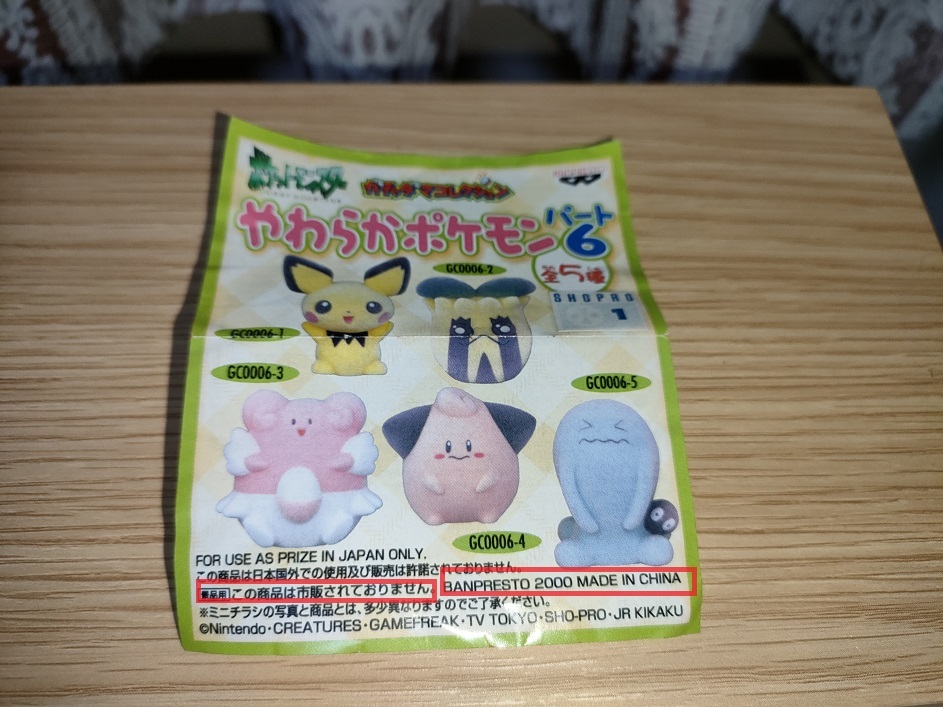 ポケットモンスター
やわらかポケモン
パート6
全5種
GC0006-2
SHOPRO
1
GC0006-1
GC0006-3
GC0006-5
GC0006-4
FOR USE AS PRIZE IN JAPAN ONLY.
この商品は日本国外での使用及び販売は許諾されておりません。
景品用 この商品は市販されておりません。 BANPRESTO 2000 MADE IN CHINA
※ミニチラシの写真と商品とは、多少異なりますのでご了承ください。
©Nintendo・CREATURES・GAMEFREAK・TV TOKYO・SHO-PRO・JR KIKAKU